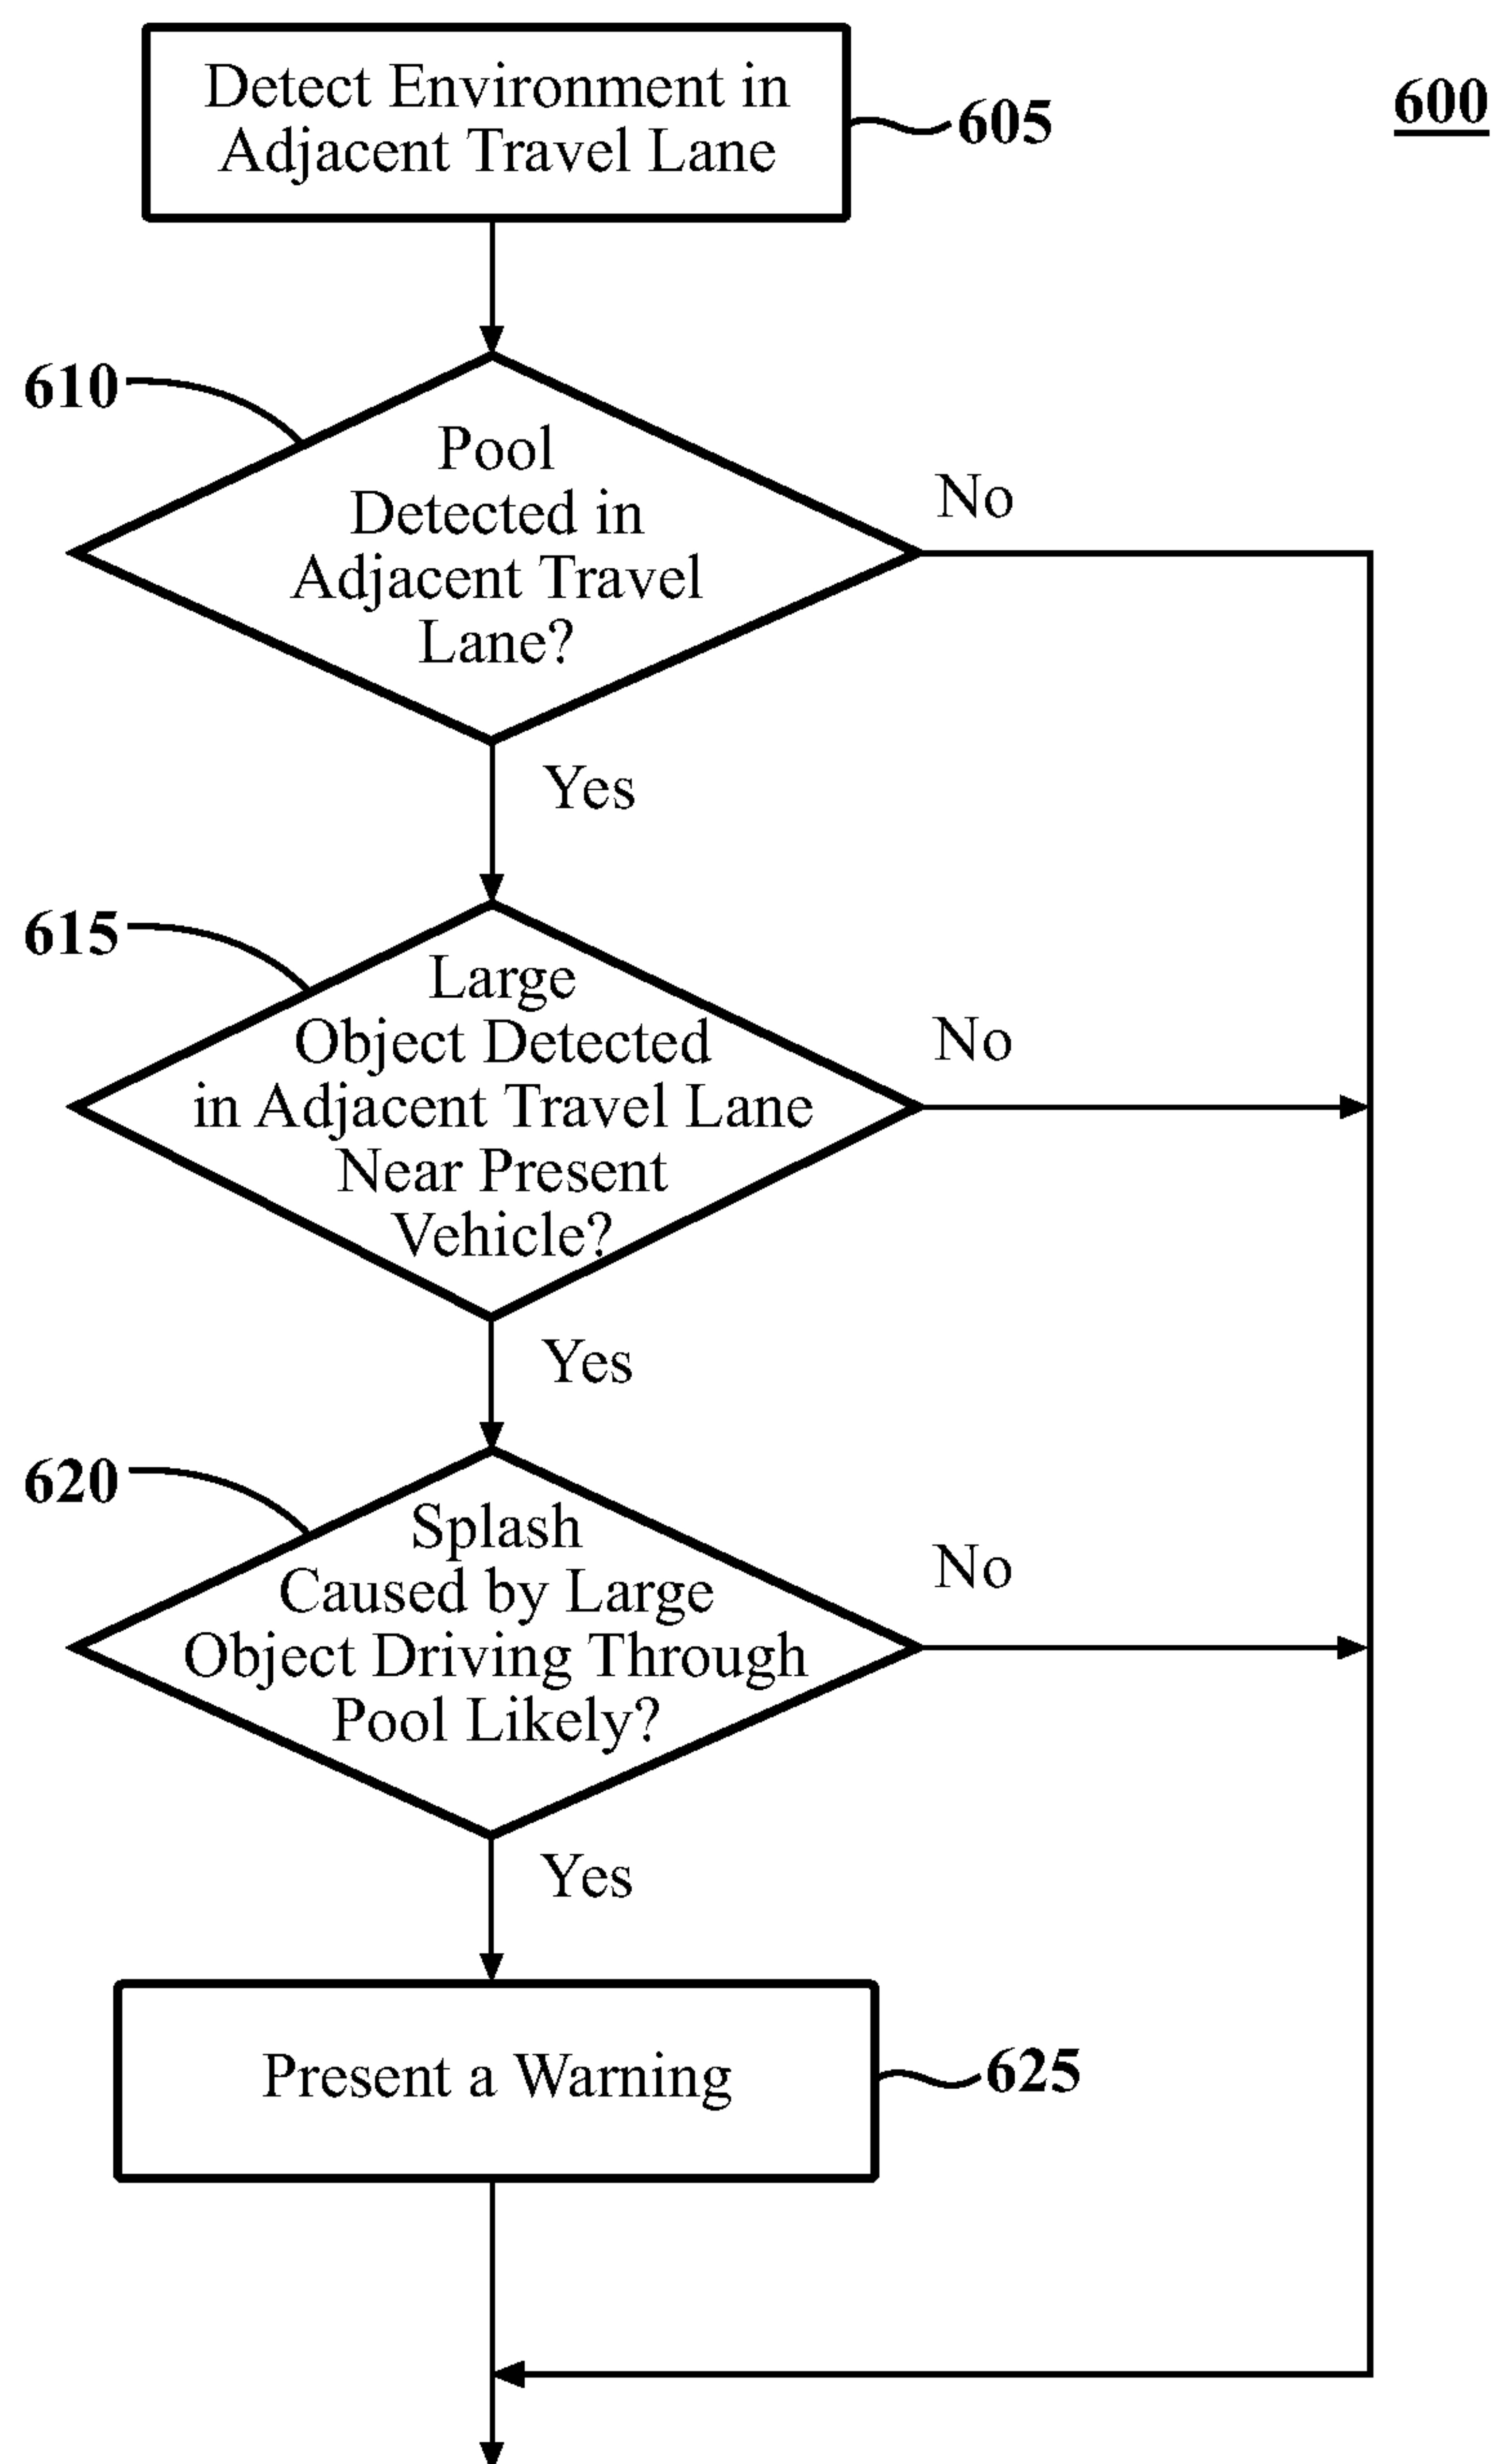 Detect Environment in
Adjacent Travel Lane
605
600
610
Pool
Detected in
Adjacent Travel
Lane?
No
Yes
615
Large
Object Detected
in Adjacent Travel Lane
Near Present
Vehicle?
No
Yes
620
Splash
Caused by Large
Object Driving Through
Pool Likely?
No
Yes
Present a Warning
625